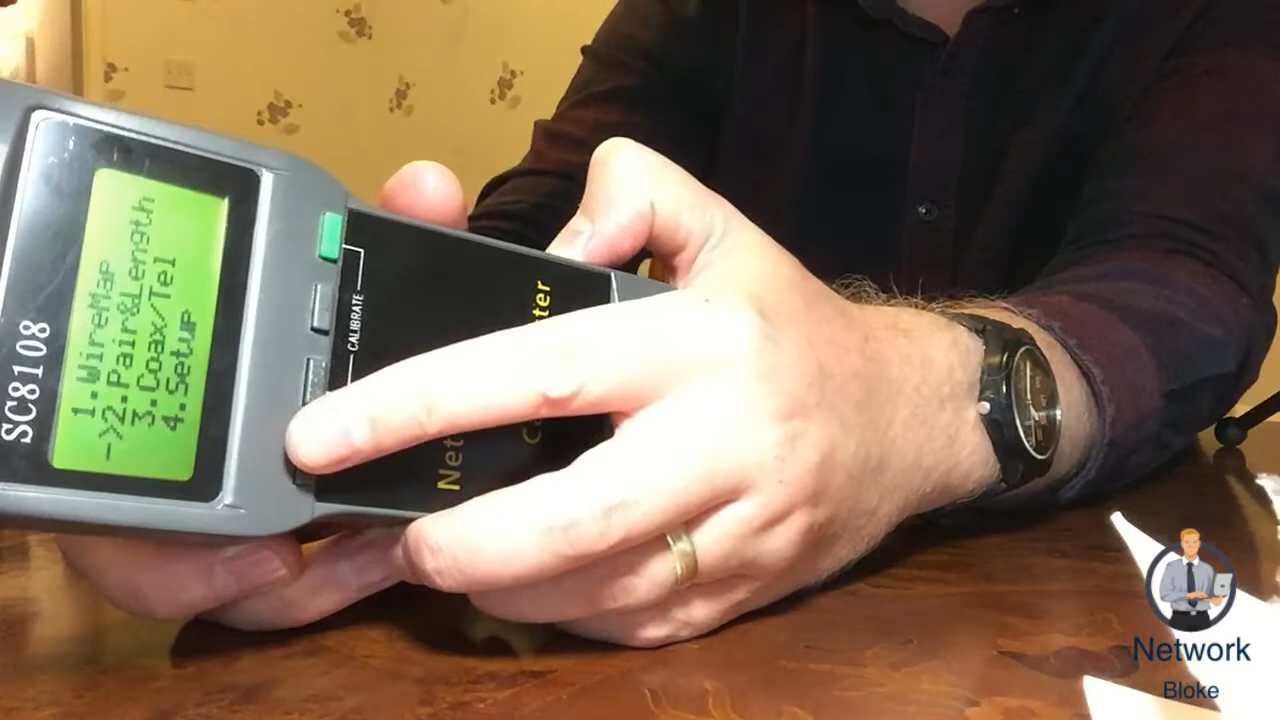 SC8108
1.WireMap
->2.Pair&Length
3.Coax/Tel
4.Setup
CALIBRATE
Network
Bloke